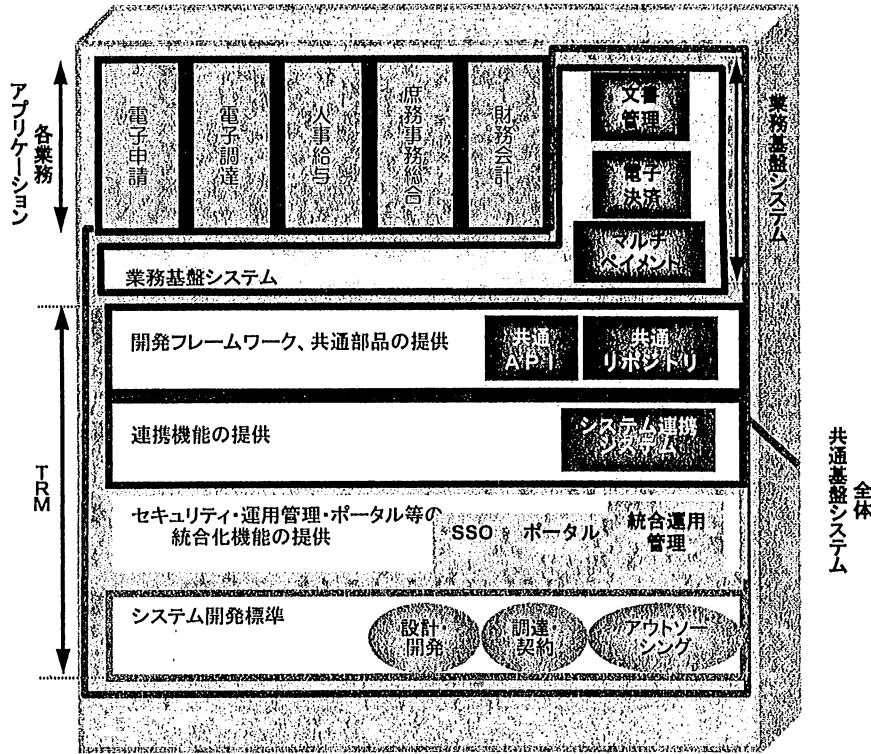 各業務
アプリケーション
電子申請
電子調達
人事給与
庶務事務総合
財務会計
文書
管理
電子
決済
マルチ
ペイメント
業務基盤システム
業務基盤システム
TRM
開発フレームワーク、共通部品の提供
共通
API
共通
リポジトリ
連携機能の提供
システム連携
システム
セキュリティ・運用管理・ポータル等の
統合化機能の提供
SSO
ポータル
統合運用
管理
システム開発標準
設計・
開発
調達・
契約
アウトソー
シング
全体
共通基盤システム